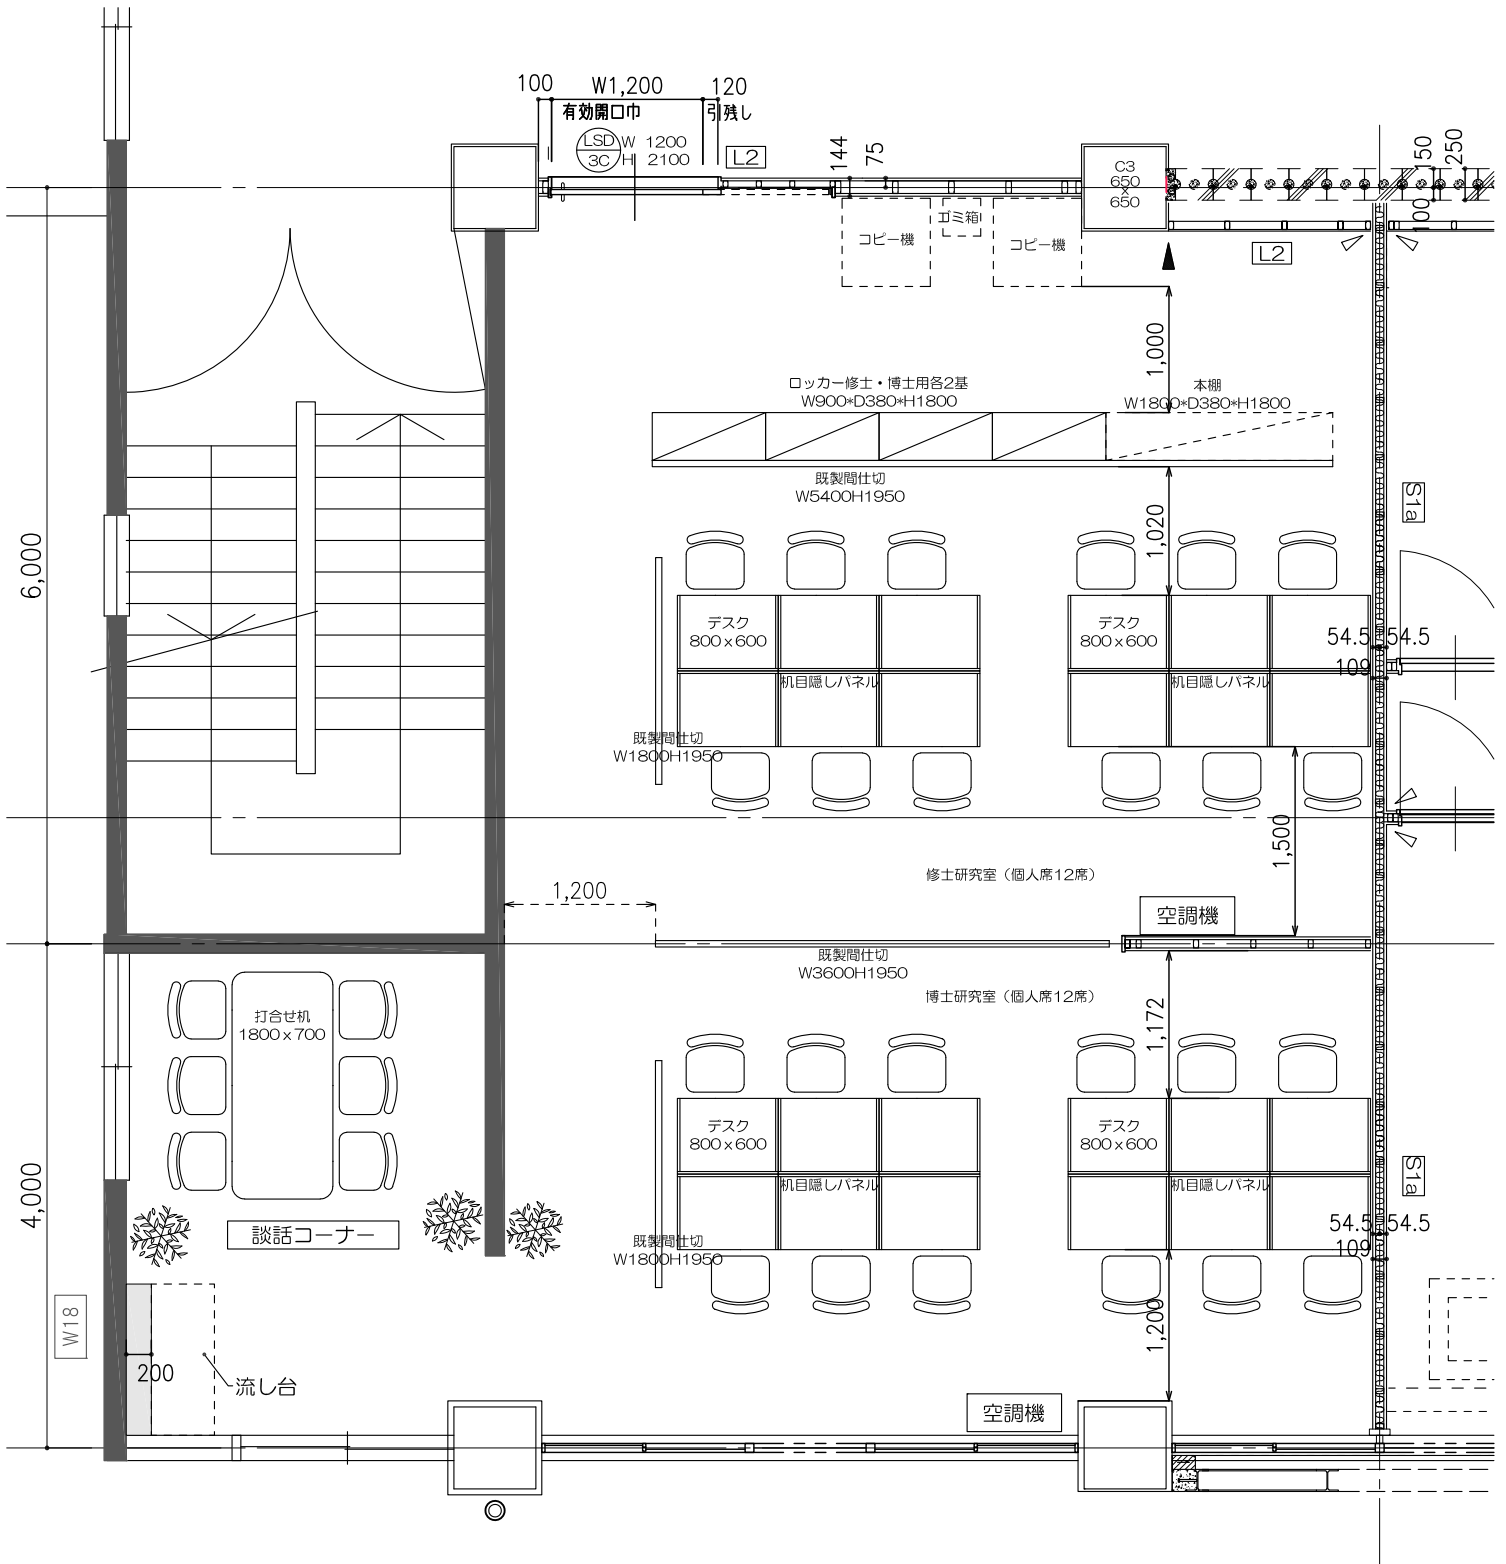 100 W1,200 120
有効開口巾 引残し
LSD W 1200
3C H 2100
L2
144
75
C3
650
×
650
150
250
100
コピー機
ゴミ箱
コピー機
L2
1,000
ロッカー修士・博士用各2基
W900*D380*H1800
本棚
W1800*D380*H1800
既製間仕切
W5400H1950
1,020
S1a
6,000
デスク
800x600
デスク
800x600
54.5 54.5
109
机目隠しパネル
机目隠しパネル
既製間仕切
W1800H1950
1,500
修士研究室（個人席12席）
1,200
空調機
既製間仕切
W3600H1950
博士研究室（個人席12席）
打合せ机
1800x700
1,172
デスク
800x600
デスク
800x600
4,000
S1a
机目隠しパネル
机目隠しパネル
談話コーナー
54.5 54.5
109
既製間仕切
W1800H1950
W18
1,200
200
流し台
空調機